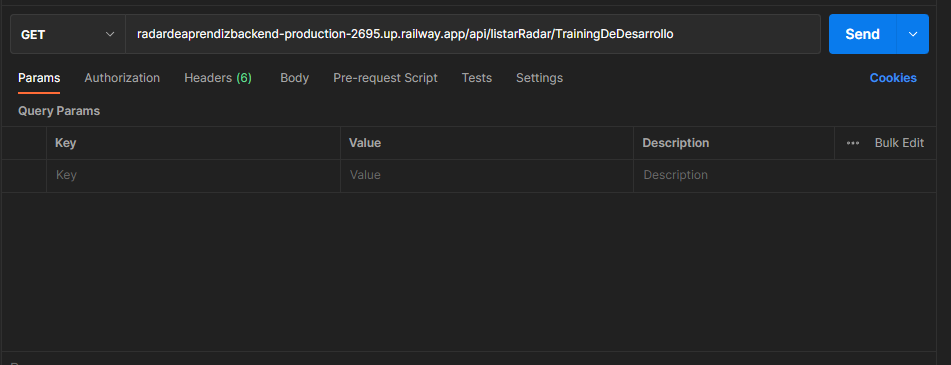 GET radardeaprendizbackend-production-2695.up.railway.app/api/listarRadar/TrainingDeDesarrollo Send
Params Authorization Headers (6) Body Pre-request Script Tests Settings Cookies
Query Params
Key Value Description ••• Bulk Edit
Key Value Description